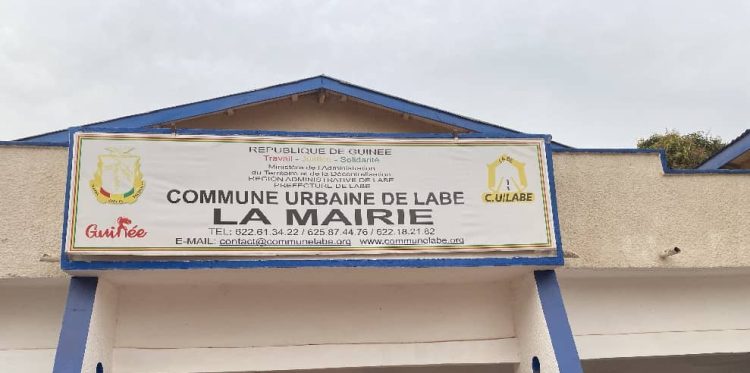 REPUBLIQUE DE GUINEE
Travail - Justice - Solidarité
Ministère de l'Administration
du Territoire et de la Décentralisation
REGION ADMINISTRATIVE DE LABE
PREFECTURE DE LABE
COMMUNE URBAINE DE LABE
LA MAIRIE
TEL: 622.61.34.22 / 625.87.44.76 / 622.18.21.62
E-MAIL: contact@communelabe.org www.communelabe.org
Guinée
C.U/LABE